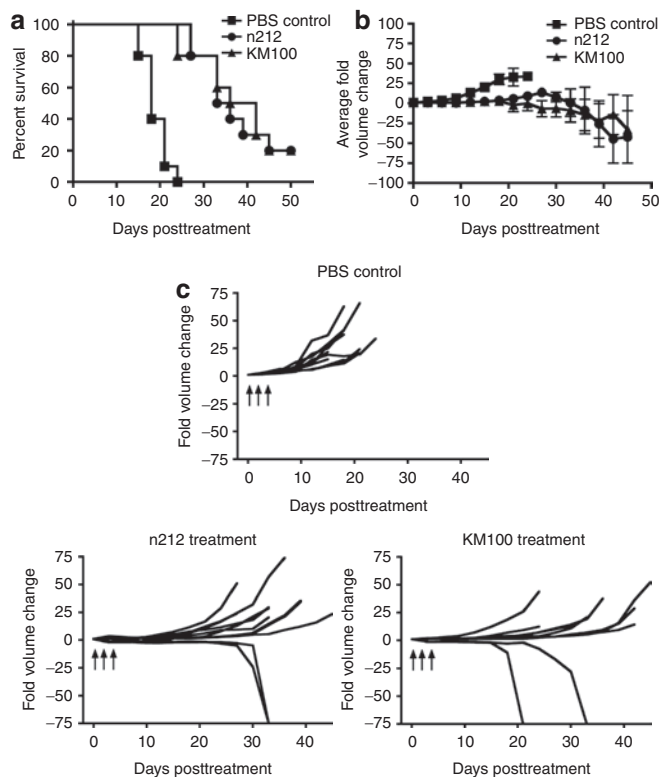 a
PBS control
n212
KM100
Percent survival
100
80
60
40
20
0
0 10 20 30 40 50
Days posttreatment
b
PBS control
n212
KM100
Average fold
volume change
100
75
50
25
0
−25
−50
−75
−100
0 10 20 30 40 50
Days posttreatment
c
PBS control
Fold volume change
75
50
25
0
−25
−50
−75
0 10 20 30 40
Days posttreatment
n212 treatment
Fold volume change
75
50
25
0
−25
−50
−75
0 10 20 30 40
Days posttreatment
KM100 treatment
Fold volume change
75
50
25
0
−25
−50
−75
0 10 20 30 40
Days posttreatment